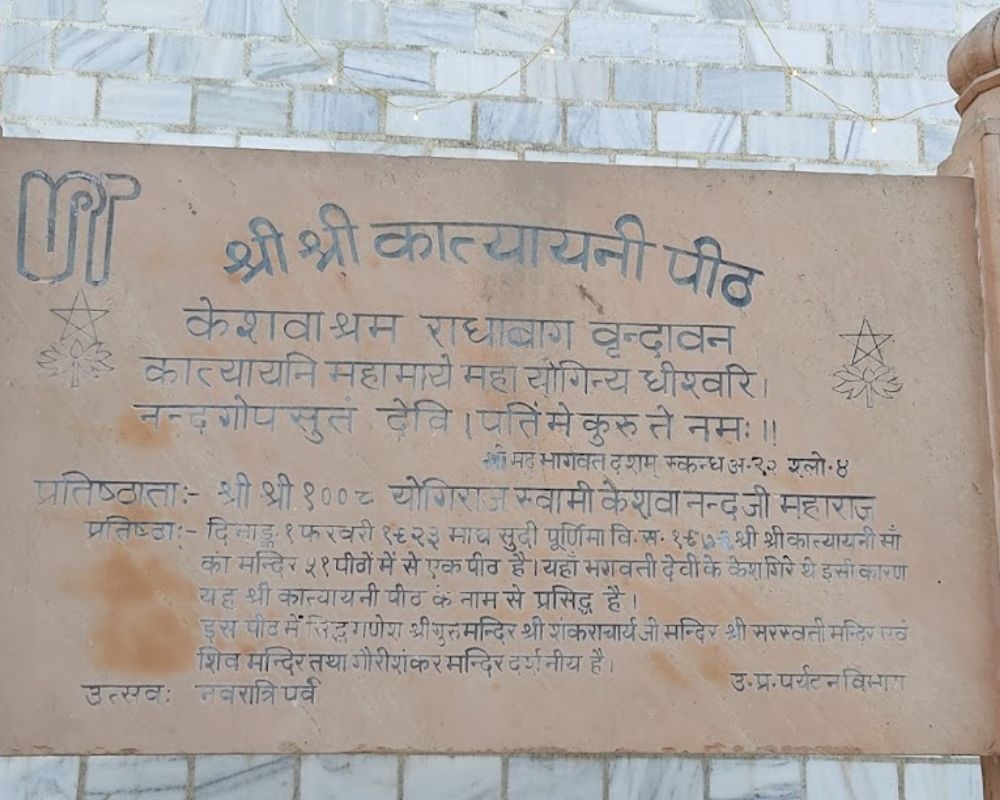 UPT
श्री श्री कात्यायनी पीठ
केशवाश्रम राधाबाग वृन्दावन
कात्यायनि महामाये महा योगिन्य धीश्वरि।
नन्दगोप सुतं देवि। पतिं मे कुरु ते नमः॥
श्री मद् भागवत दशम् स्कन्ध अ·२२ श्लो·४
प्रतिष्ठाता:- श्री श्री १००८ योगिराज स्वामी केशवानन्द जी महाराज
प्रतिष्ठा:- दिनाङ्क १ फरवरी १९२३ माघ सुदी पूर्णिमा वि.स. श्री श्री कात्यायनी माँ
का मन्दिर ५१ पीठों में से एक पीठ है। यहाँ भगवती देवी के केश गिरे थे इसी कारण
यह श्री कात्यायनी पीठ के नाम से प्रसिद्ध है।
इस पीठ में सिद्ध गणेश श्री गुरु मन्दिर श्री शंकराचार्य जी मन्दिर श्री सरस्वती मन्दिर एवं
शिव मन्दिर तथा गौरीशंकर मन्दिर दर्शनीय है।
उ.प्र.पर्यटन विभाग
उत्सव: नवरात्रि पर्व